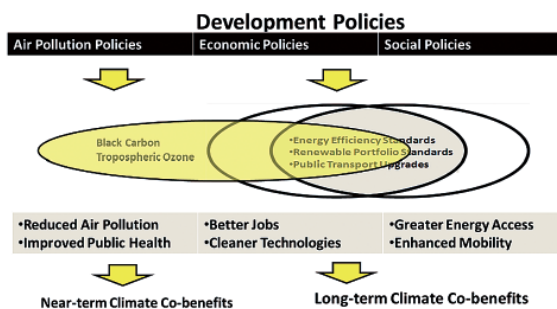 Development Policies
Air Pollution Policies
Economic Policies
Social Policies
Black Carbon
Tropospheric Ozone
•Energy Efficiency Standards
•Renewable Portfolio Standards
•Public Transport Upgrades
•Reduced Air Pollution
•Improved Public Health
•Better Jobs
•Cleaner Technologies
•Greater Energy Access
•Enhanced Mobility
Near-term Climate Co-benefits
Long-term Climate Co-benefits